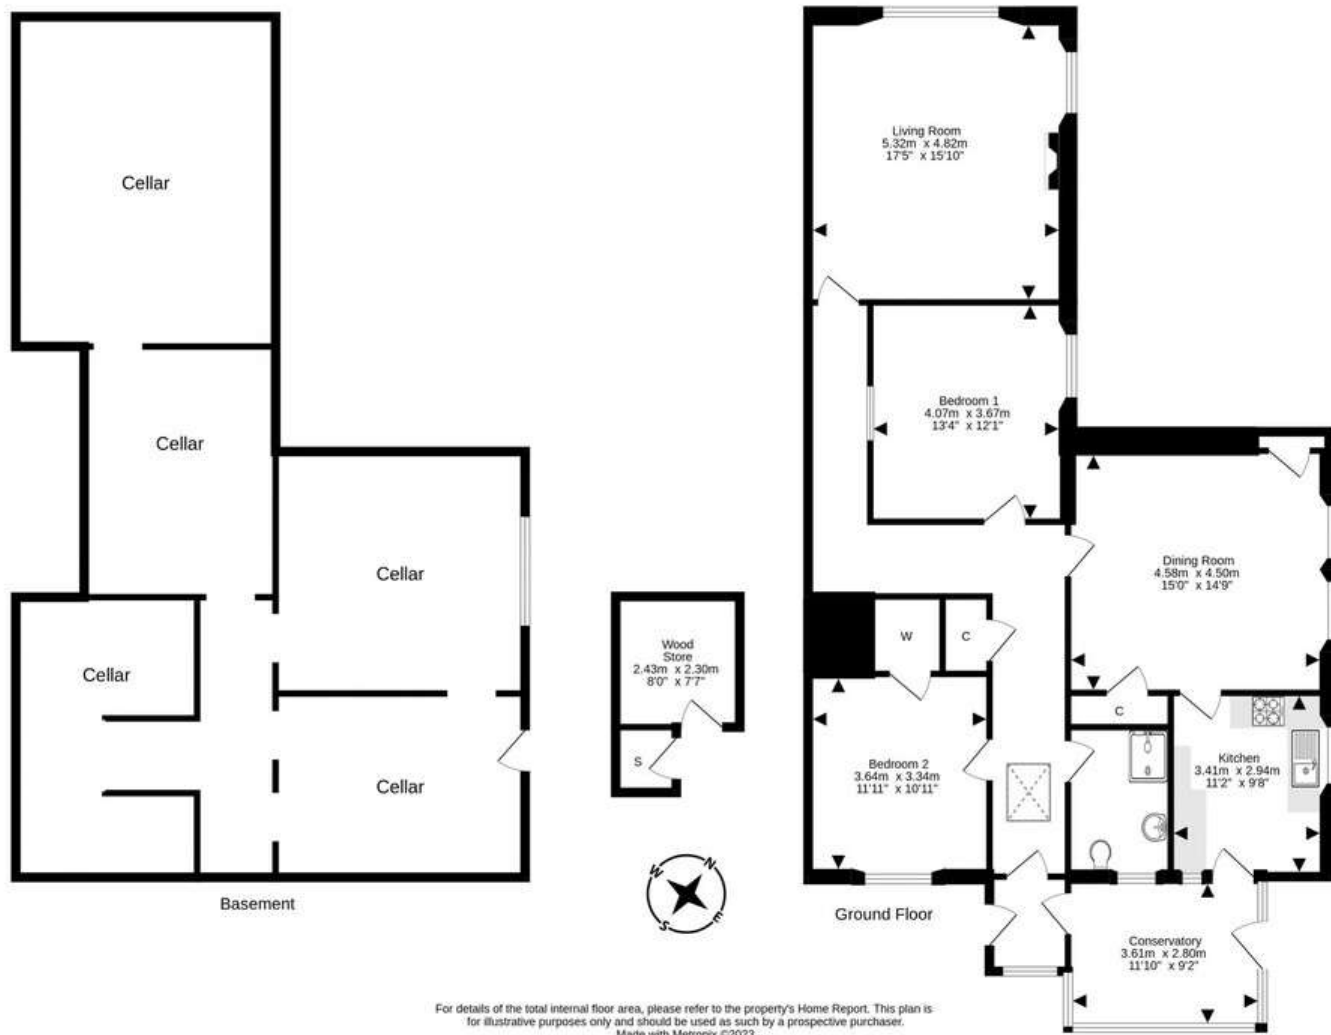 Cellar
Cellar
Cellar
Cellar
Cellar
Basement
Wood
Store
2.43m x 2.30m
8'0" x 7'7"
S
N
E
S
W
Living Room
5.32m x 4.82m
17'5" x 15'10"
Bedroom 1
4.07m x 3.67m
13'4" x 12'1"
Dining Room
4.58m x 4.50m
15'0" x 14'9"
W
C
C
Bedroom 2
3.64m x 3.34m
11'11" x 10'11"
Kitchen
3.41m x 2.94m
11'2" x 9'8"
Ground Floor
Conservatory
3.61m x 2.80m
11'10" x 9'2"
For details of the total internal floor area, please refer to the property's Home Report. This plan is
for illustrative purposes only and should be used as such by a prospective purchaser.
Made with Metropix ©2023